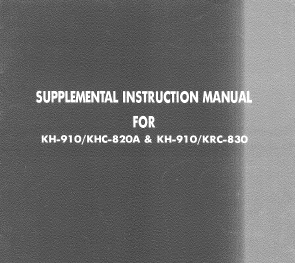 SUPPLEMENTAL INSTRUCTION MANUAL
FOR
KH-910/KHC-820A & KH-910/KRC-830